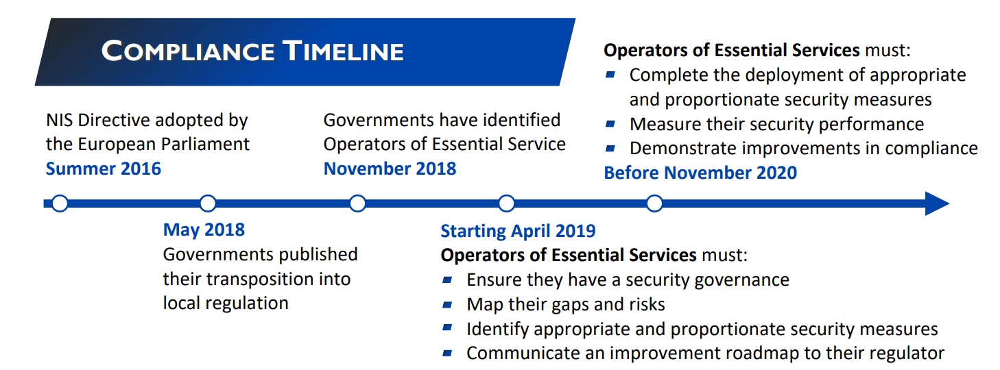 COMPLIANCE TIMELINE
NIS Directive adopted by
the European Parliament
Summer 2016
May 2018
Governments published
their transposition into
local regulation
Governments have identified
Operators of Essential Service
November 2018
Starting April 2019
Operators of Essential Services must:
Ensure they have a security governance
Map their gaps and risks
Identify appropriate and proportionate security measures
Communicate an improvement roadmap to their regulator
Operators of Essential Services must:
Complete the deployment of appropriate
and proportionate security measures
Measure their security performance
Demonstrate improvements in compliance
Before November 2020